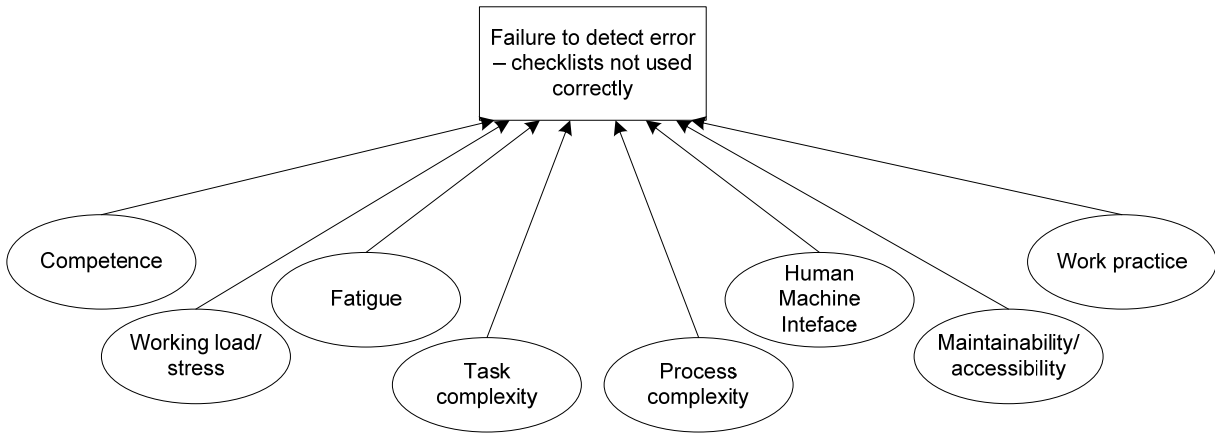 Failure to detect error
– checklists not used
correctly
Competence
Working load/
stress
Fatigue
Task
complexity
Process
complexity
Human
Machine
Inteface
Maintainability/
accessibility
Work practice